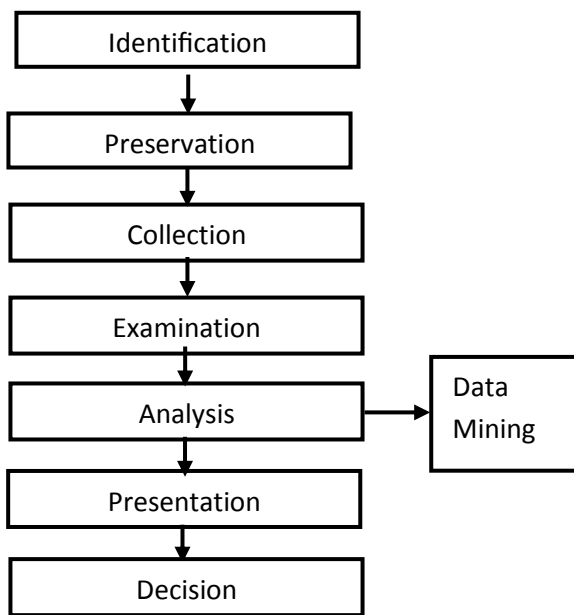 Identification
Preservation
Collection
Examination
Analysis
Data
Mining
Presentation
Decision